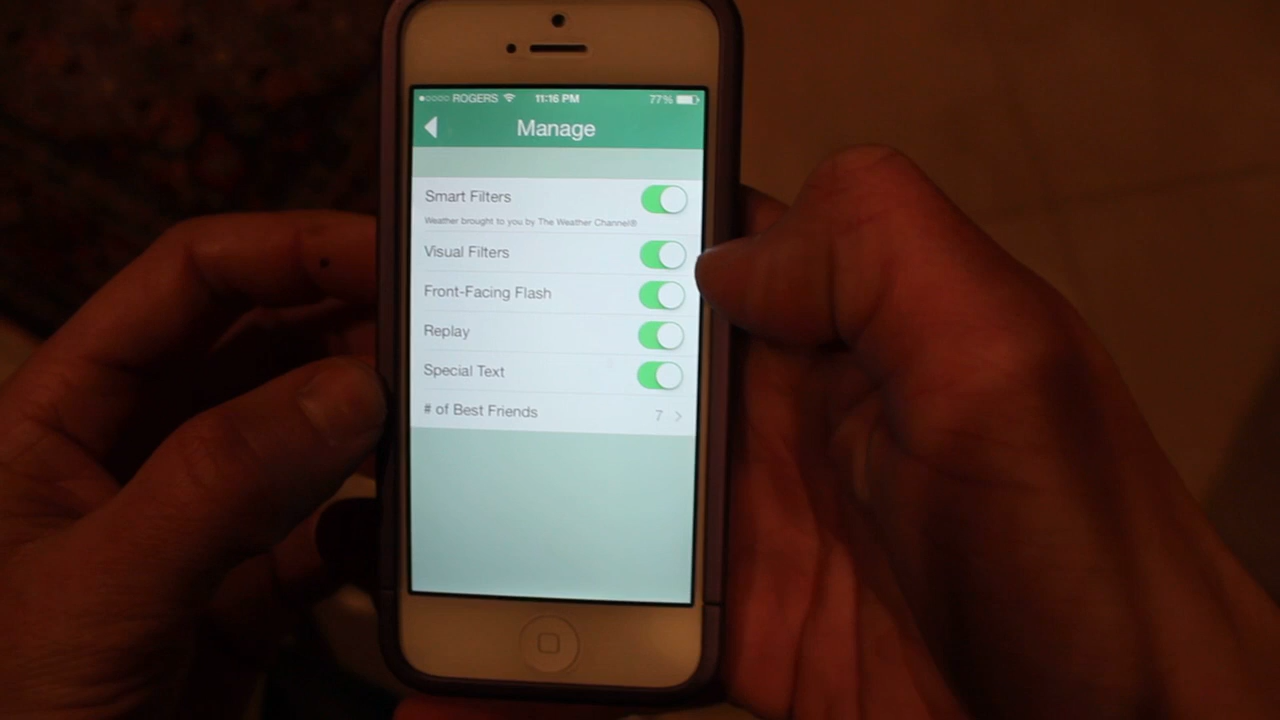 ROGERS 11:16 PM 77%
Manage
Smart Filters
Weather brought to you by The Weather Channel®
Visual Filters
Front-Facing Flash
Replay
Special Text
# of Best Friends 7